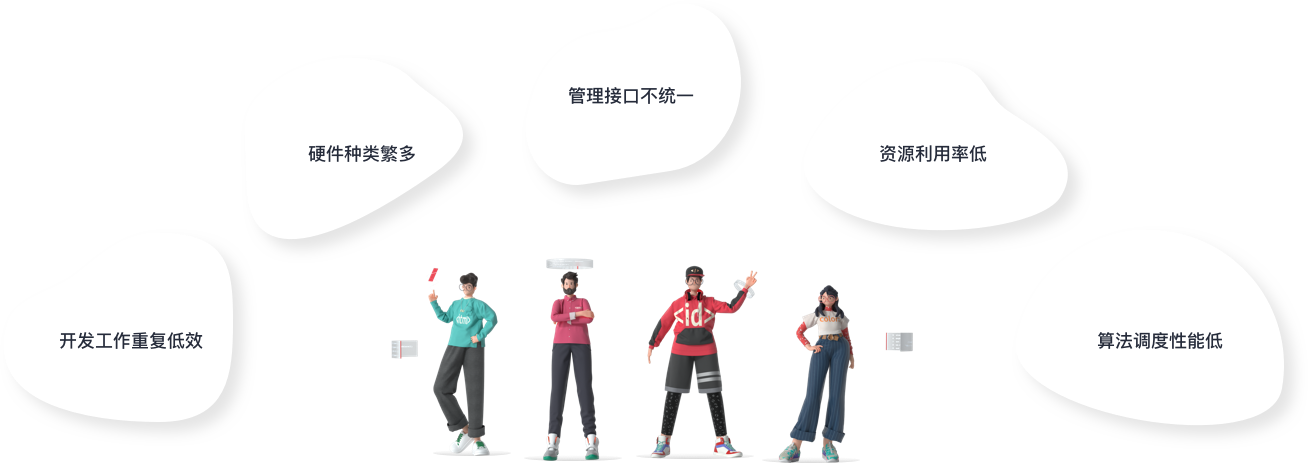 管理接口不统一
硬件种类繁多
资源利用率低
开发工作重复低效
算法调度性能低
<id>